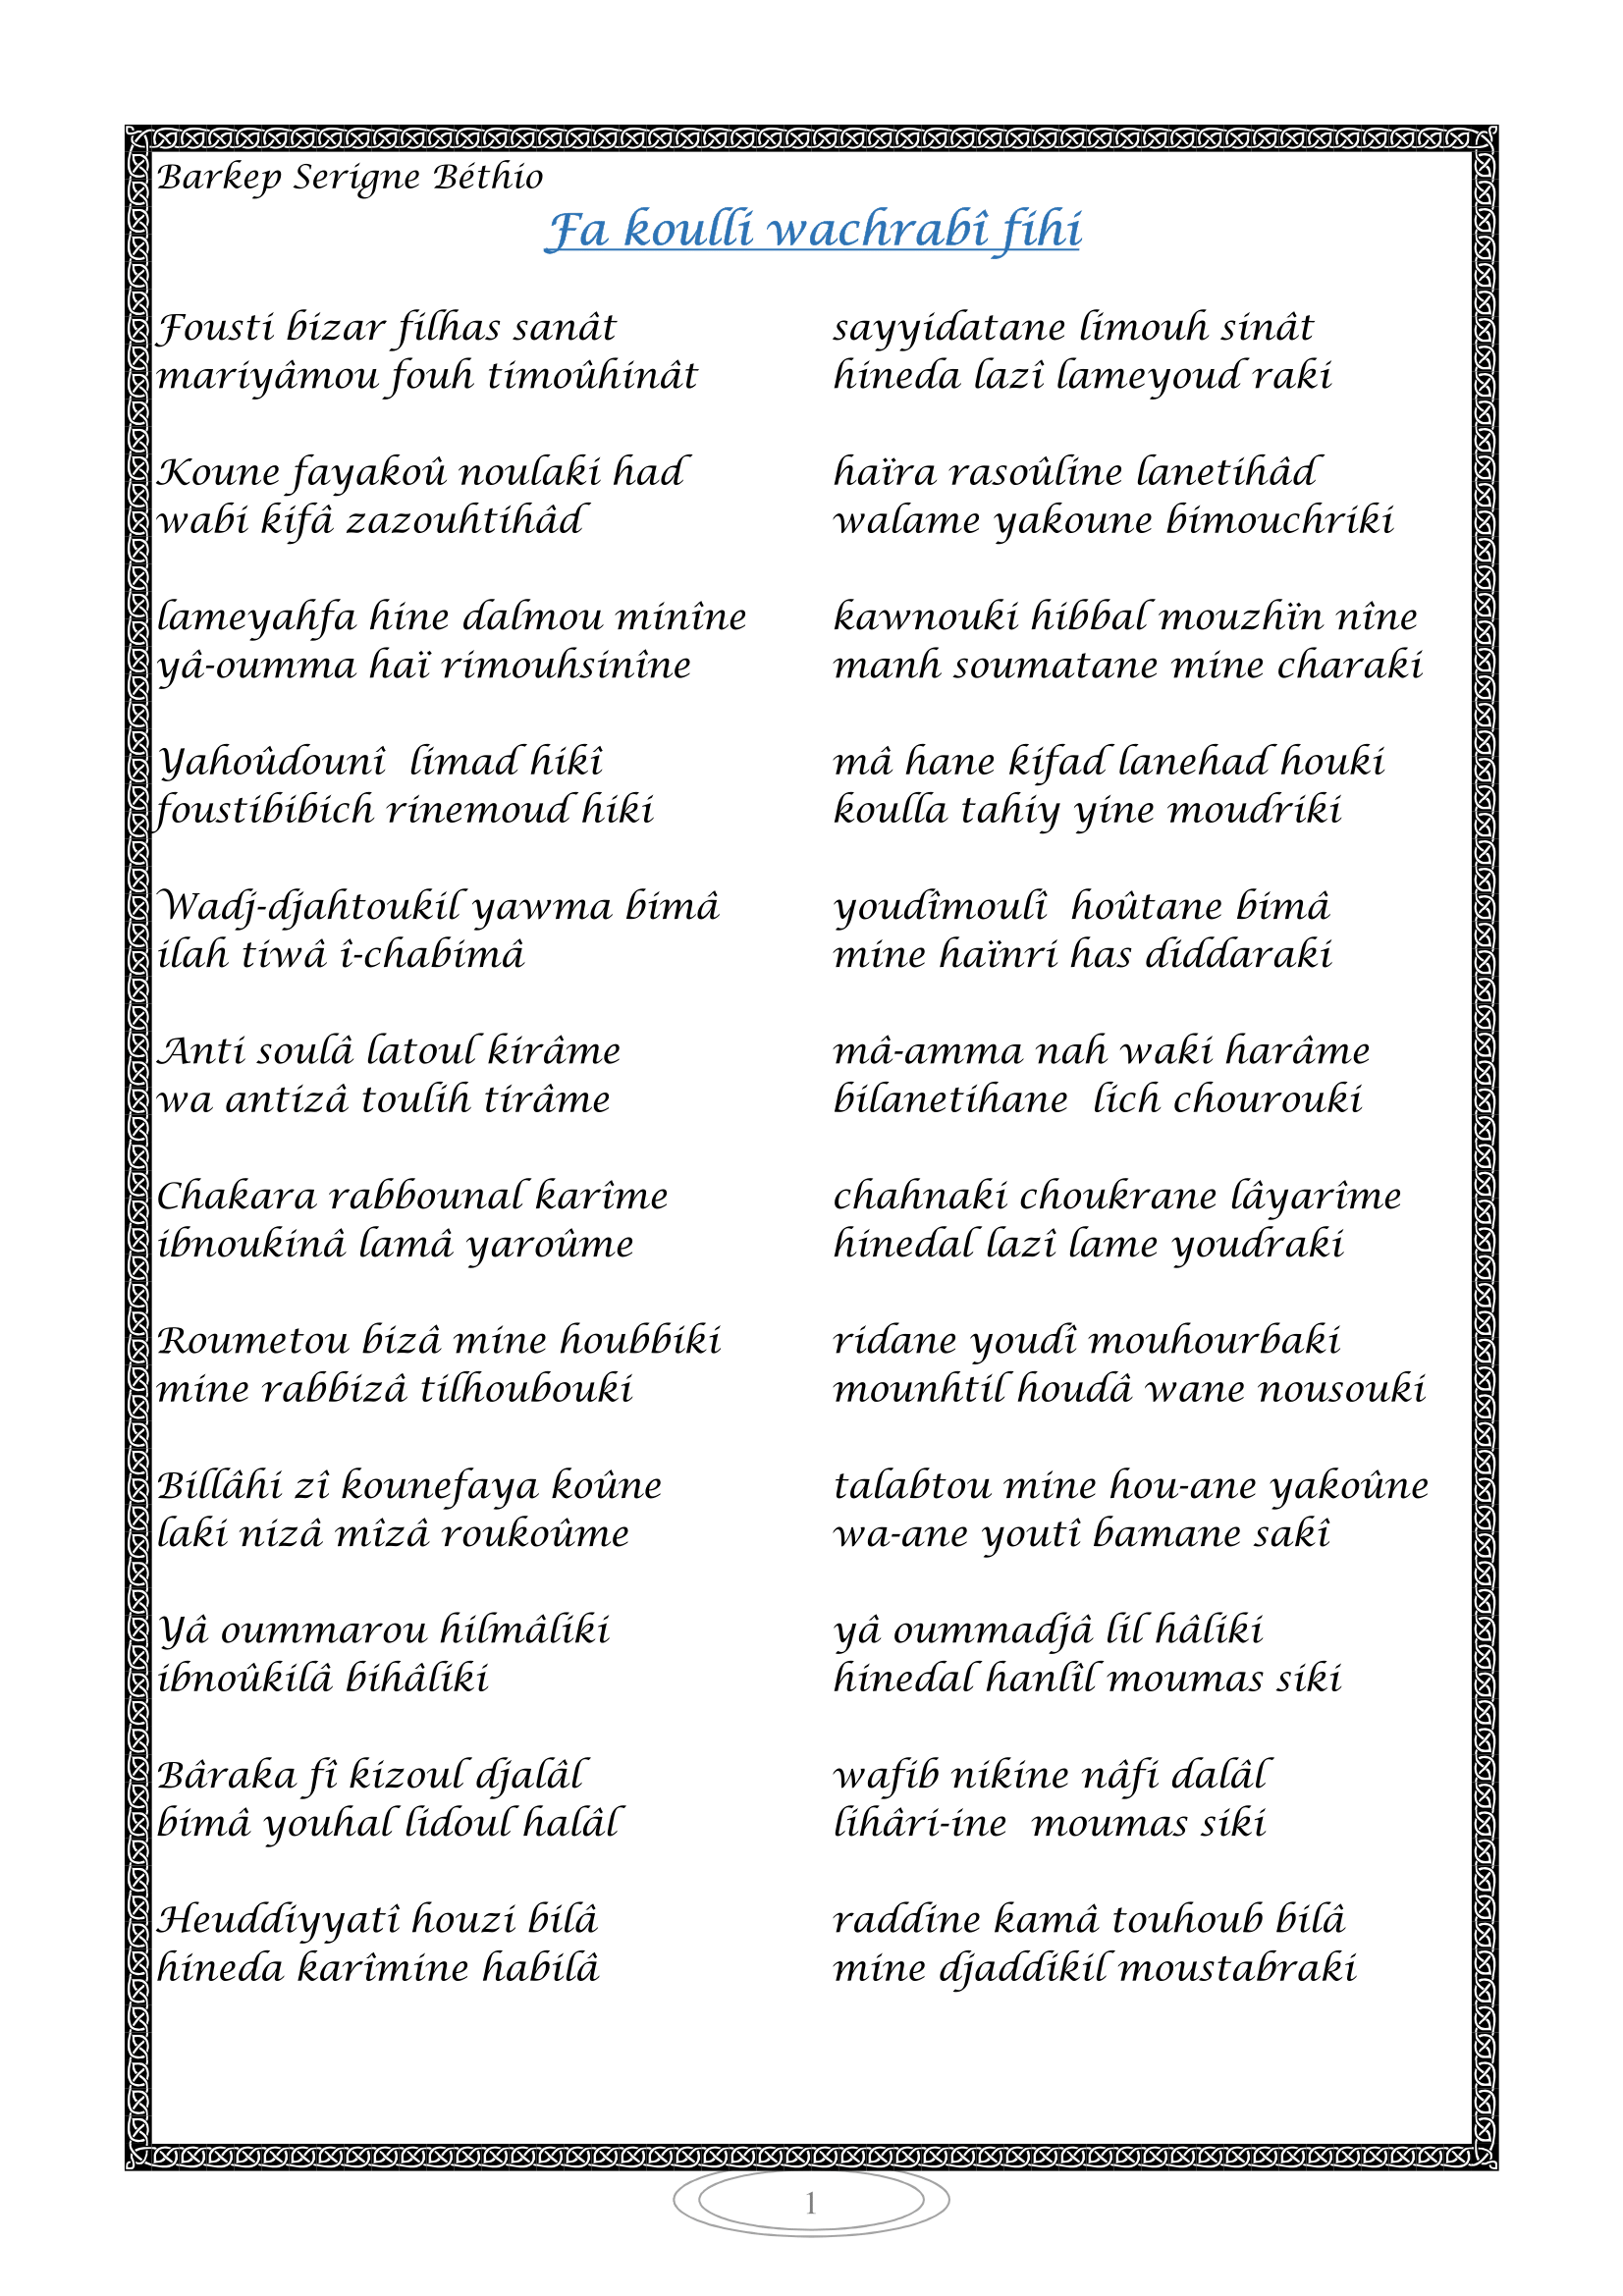 Barkep Serigne Béthio
Fa koulli wachrabî fihi
Fousti bizar filhas sanât sayyidatane limouh sinât
mariyâmou fouh timoûhinât hineda lazî lameyoud raki
Koune fayakoû noulaki had haïra rasoûline lanetihâd
wabi kifâ zazouhtihâd walame yakoune bimouchriki
lameyahfa hine dalmou minîne kawnouki hibbal mouzhïn nîne
yâ-oumma haï rimouhsinîne manh soumatane mine charaki
Yahoûdounî limad hikî mâ hane kifad lanehad houki
foustibibich rinemoud hiki koulla tahiy yine moudriki
Wadj-djahtoukil yawma bimâ youdîmoulî hoûtane bimâ
ilah tiwâ î-chabimâ mine haïnri has diddaraki
Anti soulâ latoul kirâme mâ-amma nah waki harâme
wa antizâ toulih tirâme bilanetihane lich chourouki
Chakara rabbounal karîme chahnaki choukrane lâyarîme
ibnoukinâ lamâ yaroûme hinedal lazî lame youdraki
Roumetou bizâ mine houbbiki ridane youdî mouhourbaki
mine rabbizâ tilhoubouki mounhtil houdâ wane nousouki
Billâhi zî kounefaya koûne talabtou mine hou-ane yakoûne
laki nizâ mîzâ roukoûme wa-ane youtî bamane sakî
Yâ oummarou hilmâliki yâ oummadjâ lil hâliki
ibnoûkilâ bihâliki hinedal hanlîl moumas siki
Bâraka fî kizoul djalâl wafib nikine nâfi dalâl
bimâ youhal lidoul halâl lihâri-ine moumas siki
Heuddiyyatî houzi bilâ raddine kamâ touhoub bilâ
hineda karîmine habilâ mine djaddikil moustabraki
1